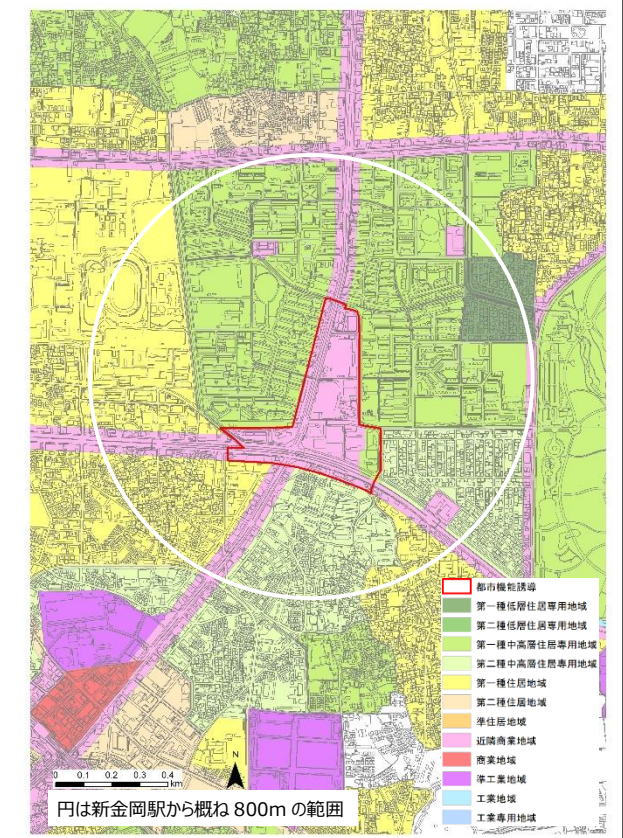 都市機能誘導
第一種低層住居専用地域
第二種低層住居専用地域
第一種中高層住居専用地域
第二種中高層住居専用地域
第一種住居地域
第二種住居地域
準住居地域
近隣商業地域
商業地域
準工業地域
工業地域
工業専用地域
N
0 0.1 0.2 0.3 0.4
km
円は新金岡駅から概ね 800m の範囲